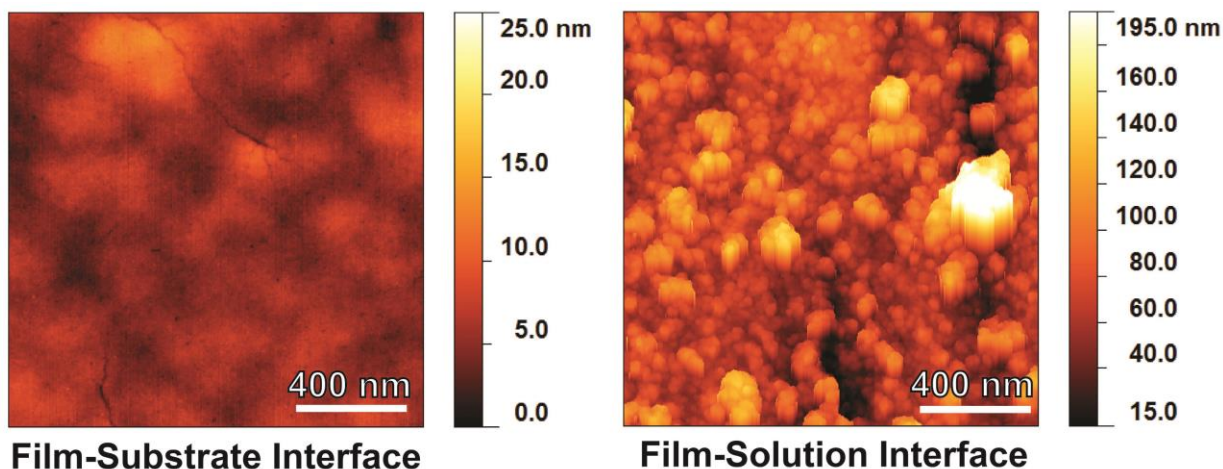 25.0 nm
20.0
15.0
10.0
5.0
0.0
400 nm
Film-Substrate Interface
195.0 nm
160.0
140.0
120.0
100.0
80.0
60.0
40.0
15.0
400 nm
Film-Solution Interface